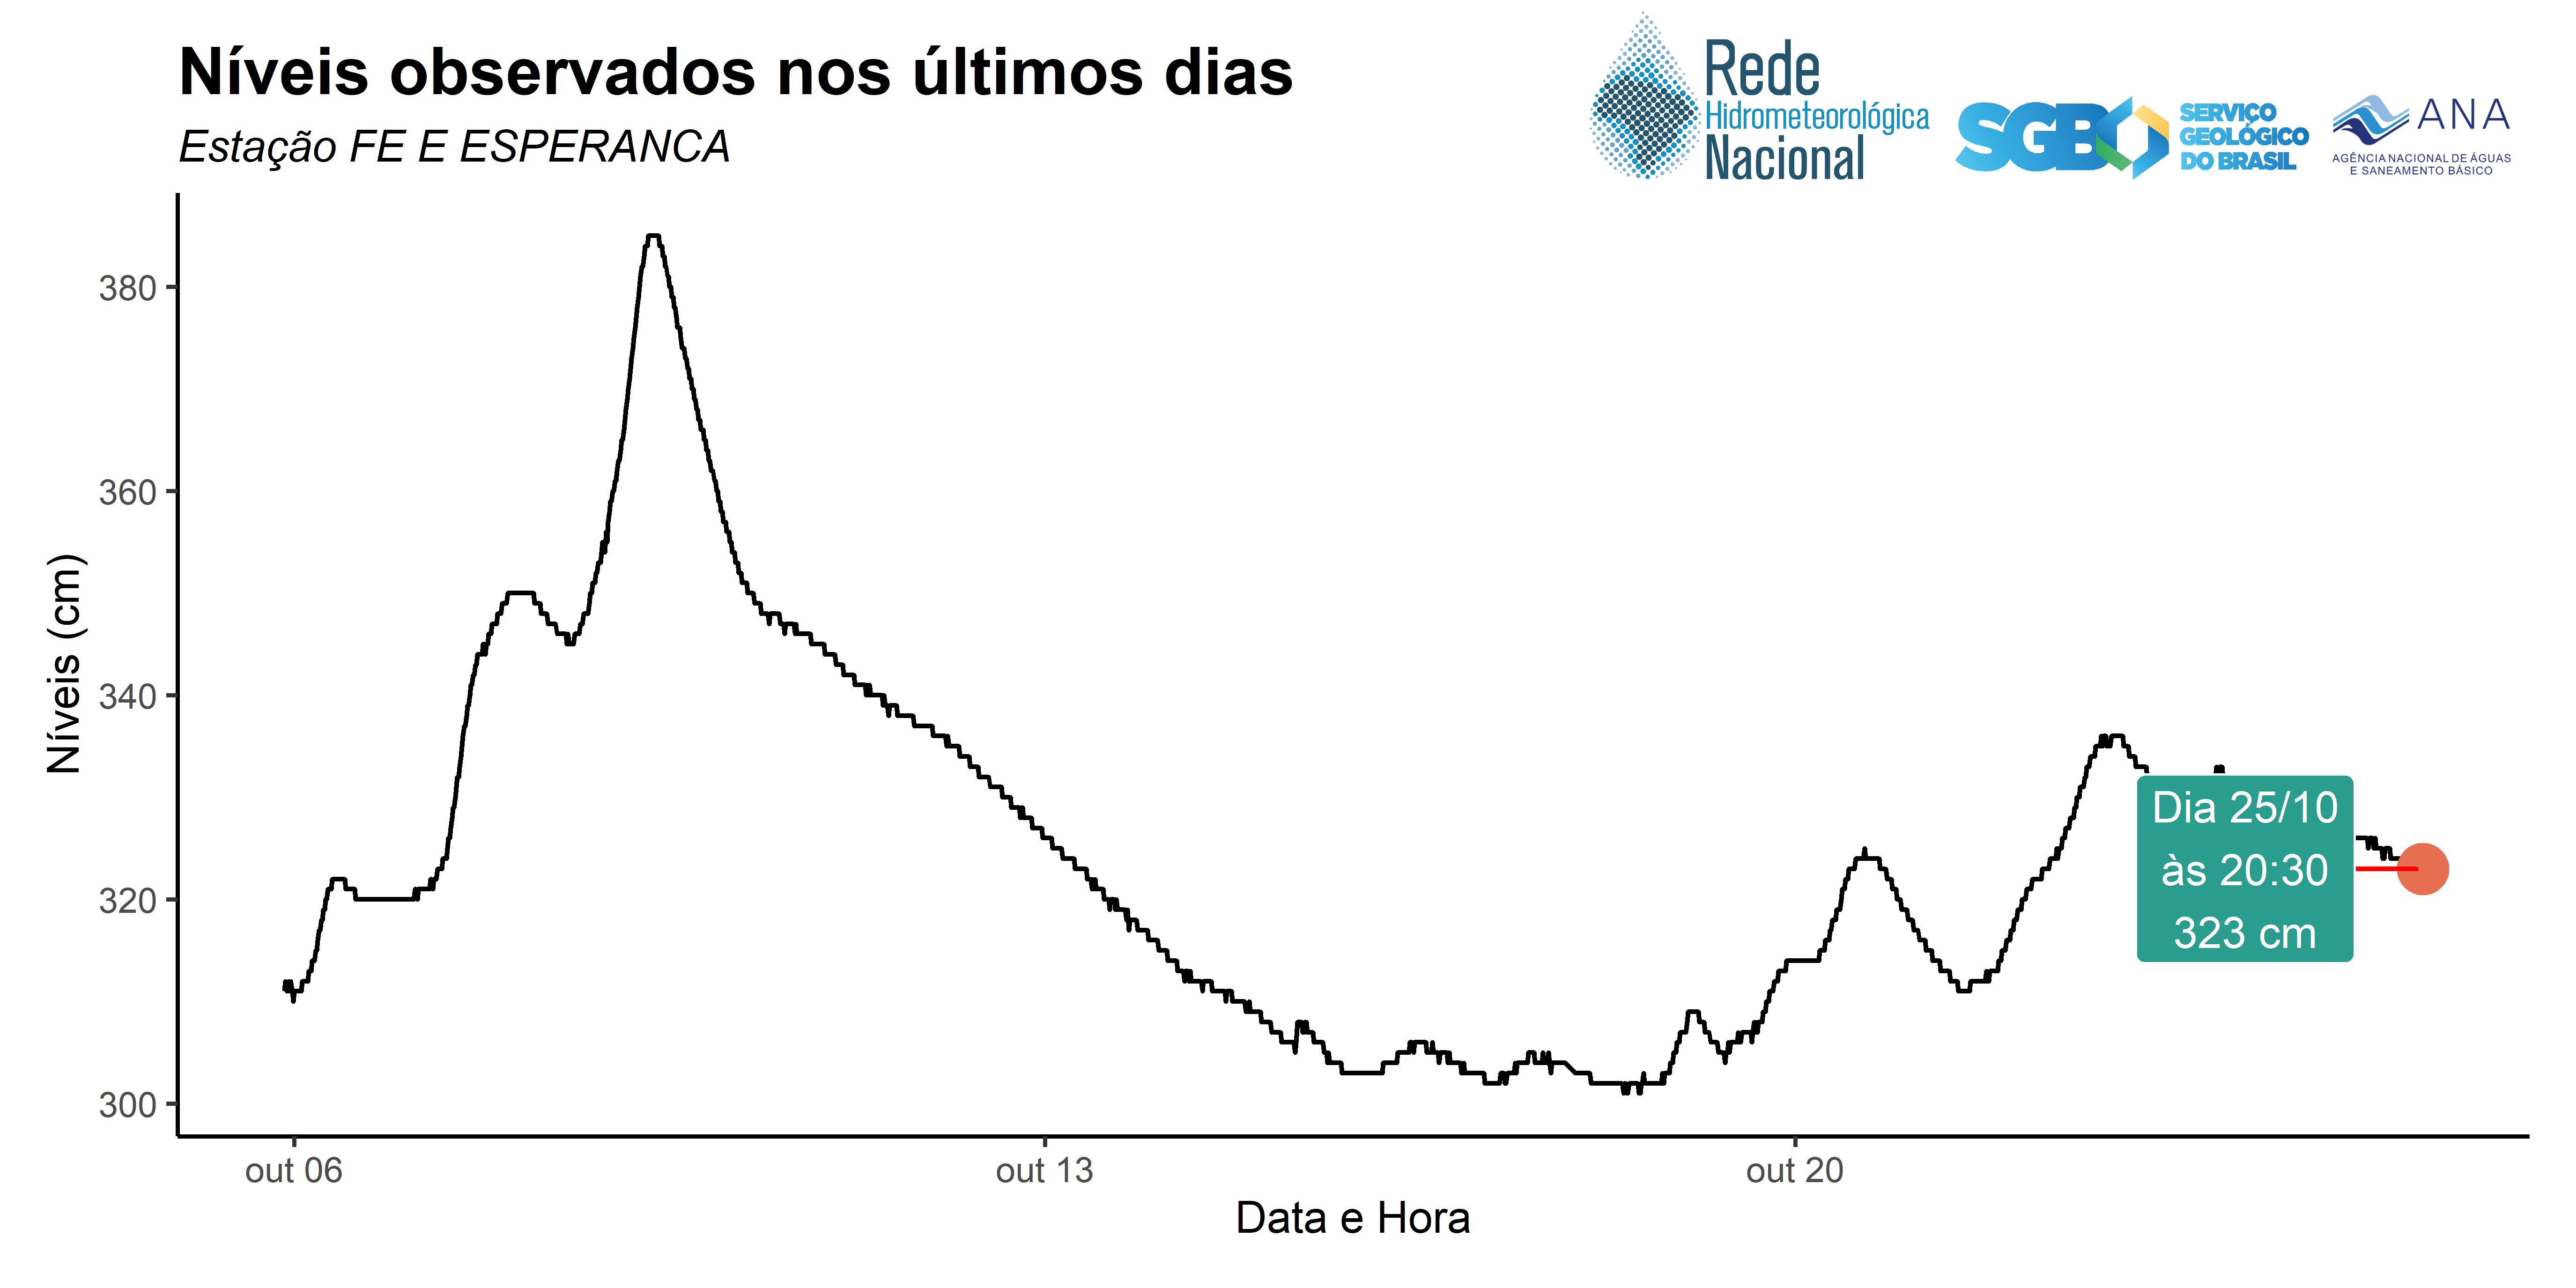 Níveis observados nos últimos dias
Estação FE E ESPERANCA
Rede
Hidrometeorológica
Nacional
SGB
SERVIÇO
GEOLÓGICO
DO BRASIL
ANA
AGÊNCIA NACIONAL DE ÁGUAS
E SANEAMENTO BÁSICO
Níveis (cm)
380
360
340
320
300
Dia 25/10
às 20:30
323 cm
out 06
out 13
out 20
Data e Hora